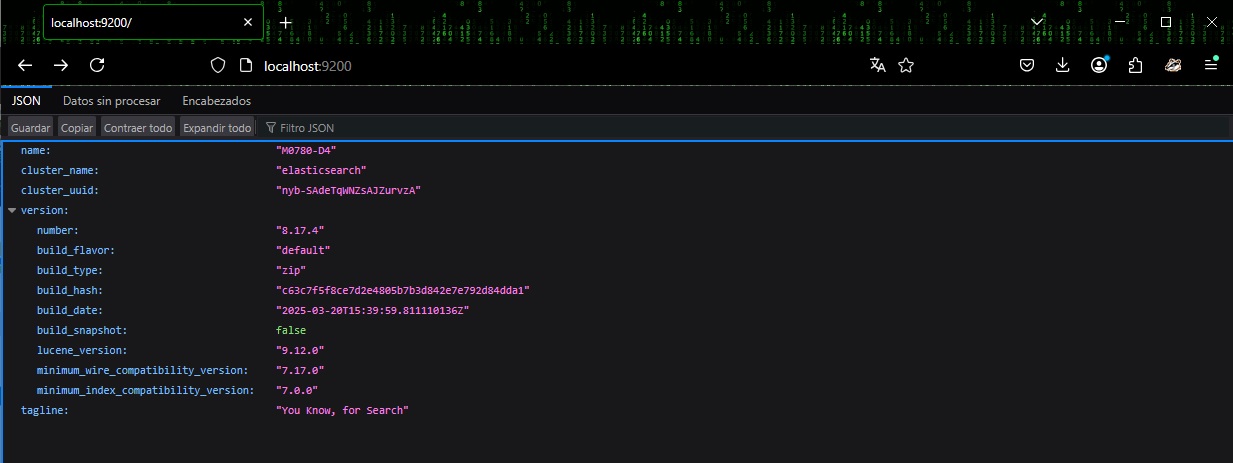 localhost:9200/
localhost:9200
JSON Datos sin procesar Encabezados
Guardar Copiar Contraer todo Expandir todo Filtro JSON
name: "M0780-D4"
cluster_name: "elasticsearch"
cluster_uuid: "nyb-SAdeTqWNZsAJZurvzA"
version:
number: "8.17.4"
build_flavor: "default"
build_type: "zip"
build_hash: "c63c7f5f8ce7d2e4805b7b3d842e7e792d84dda1"
build_date: "2025-03-20T15:39:59.811110136Z"
build_snapshot: false
lucene_version: "9.12.0"
minimum_wire_compatibility_version: "7.17.0"
minimum_index_compatibility_version: "7.0.0"
tagline: "You Know, for Search"